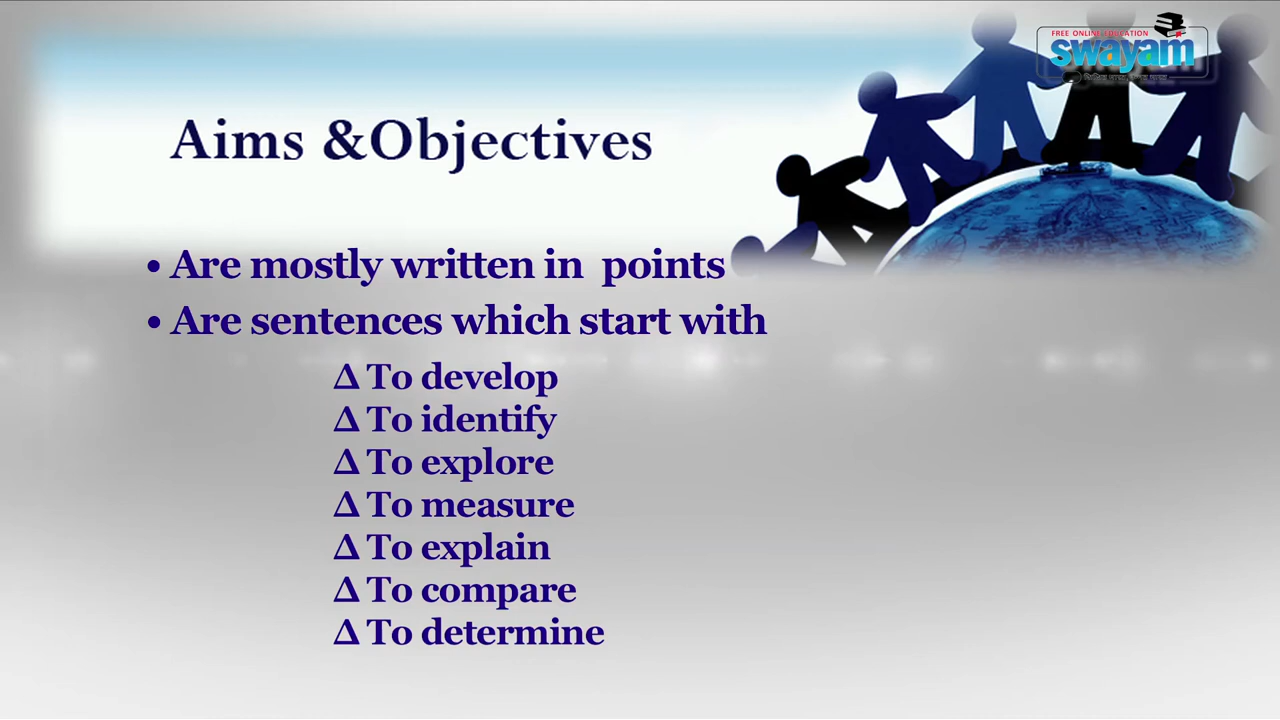 FREE ONLINE EDUCATION
swayam
Aims &Objectives
• Are mostly written in points
• Are sentences which start with
Δ To develop
Δ To identify
Δ To explore
Δ To measure
Δ To explain
Δ To compare
Δ To determine